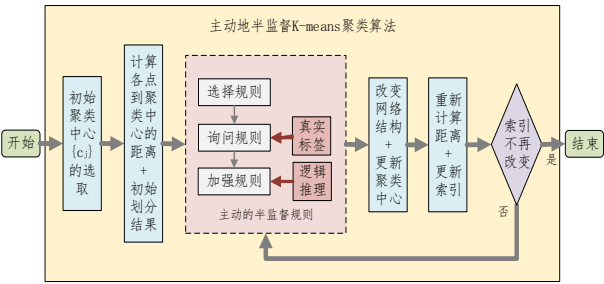 主动地半监督K-means聚类算法
开始
初始
聚类
中心
{cⱼ}
的选
取
计算
各点
到聚
类中
心的
距离
+
初始
划分
结果
选择规则
询问规则
加强规则
真实
标签
逻辑
推理
主动的半监督规则
改变
网络
结构
+
更新
聚类
中心
重新
计算
距离
+
更新
索引
索引
不再
改变
是
否
结束